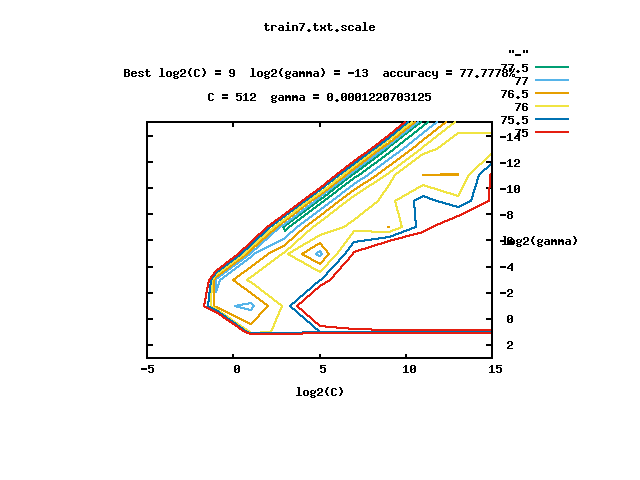 train7.txt.scale
"-"
Best log2(C) = 9  log2(gamma) = -13  accuracy = 77.7778%
77.5
77
76.5
C = 512  gamma = 0.0001220703125
76
75.5
75
-14
-12
-10
-8
-6
log2(gamma)
-4
-2
0
2
-5 0 5 10 15
log2(C)